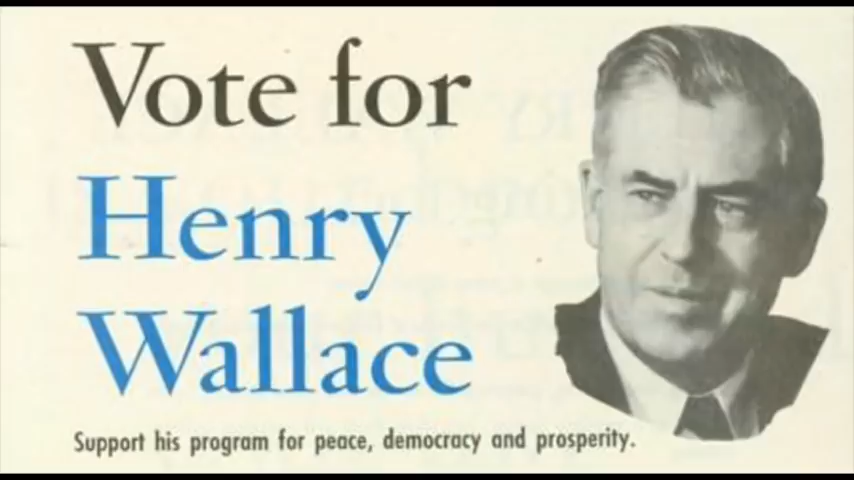 Vote for
Henry
Wallace
Support his program for peace, democracy and prosperity.